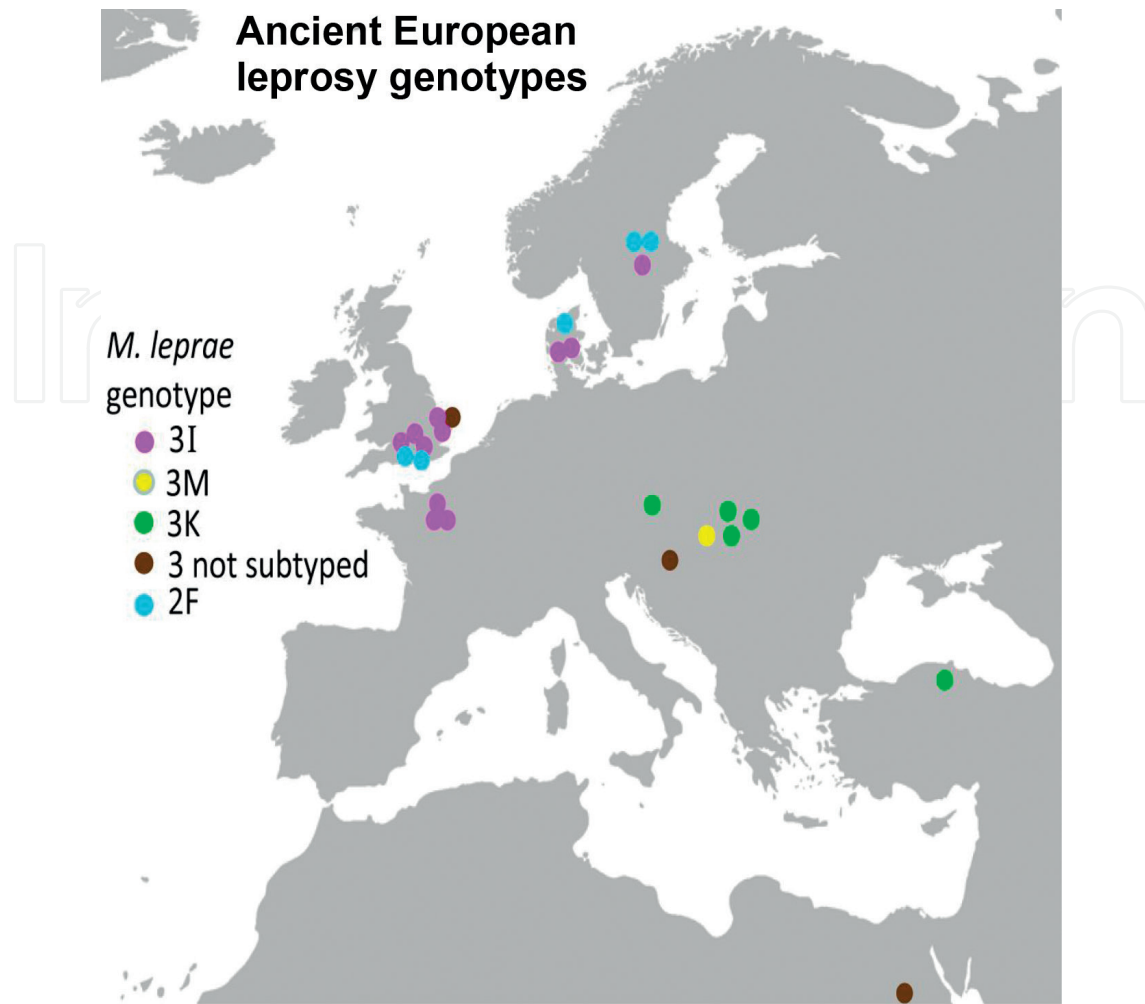 Ancient European
leprosy genotypes
M. leprae
genotype
3I
3M
3K
3 not subtyped
2F